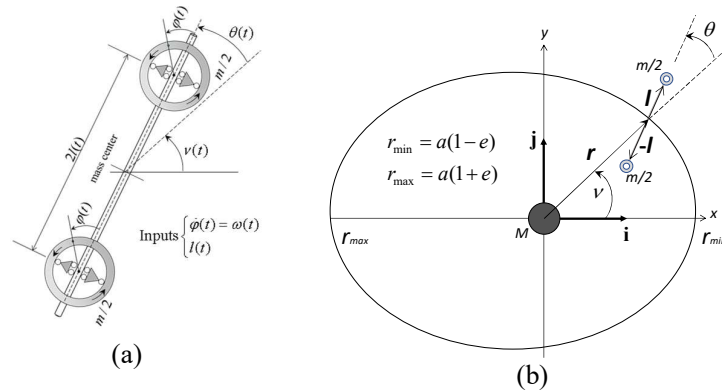 φ(t)
θ(t)
m/2
2l(t)
mass center
ν(t)
φ(t)
Inputs { φ̇(t) = ω(t)
l(t)
m/2
(a)
y
θ
m/2
l
r_min = a(1−e)
r_max = a(1+e)
j
r
-l
m/2
ν
M
i
x
r_max
r_mi
(b)